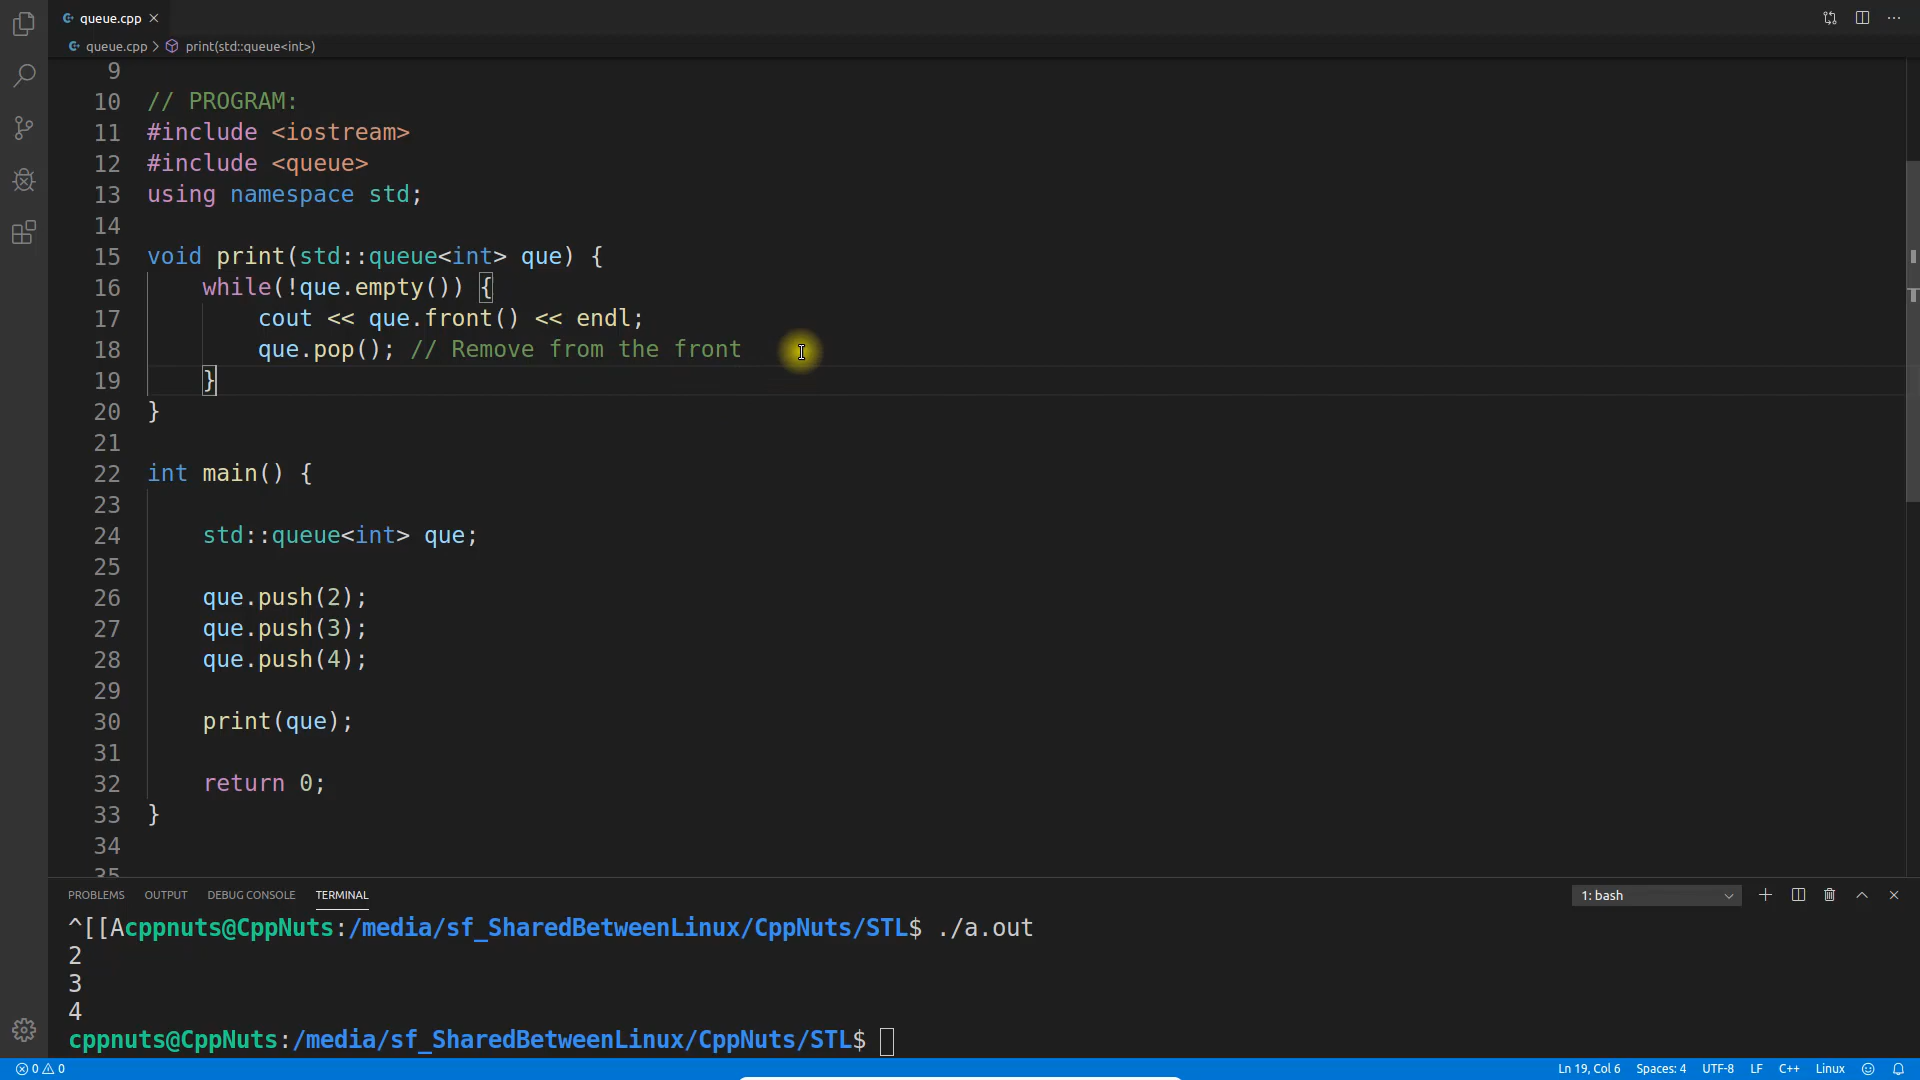 queue.cpp
queue.cpp print(std::queue<int>)
9
10 // PROGRAM:
11 #include <iostream>
12 #include <queue>
13 using namespace std;
14
15 void print(std::queue<int> que) {
16     while(!que.empty()) {
17         cout << que.front() << endl;
18         que.pop(); // Remove from the front
19     }
20 }
21
22 int main() {
23
24     std::queue<int> que;
25
26     que.push(2);
27     que.push(3);
28     que.push(4);
29
30     print(que);
31
32     return 0;
33 }
34
35
PROBLEMS OUTPUT DEBUG CONSOLE TERMINAL 1: bash
^[[Acppnuts@CppNuts:/media/sf_SharedBetweenLinux/CppNuts/STL$ ./a.out
2
3
4
cppnuts@CppNuts:/media/sf_SharedBetweenLinux/CppNuts/STL$
0 0 Ln 19, Col 6 Spaces: 4 UTF-8 LF C++ Linux